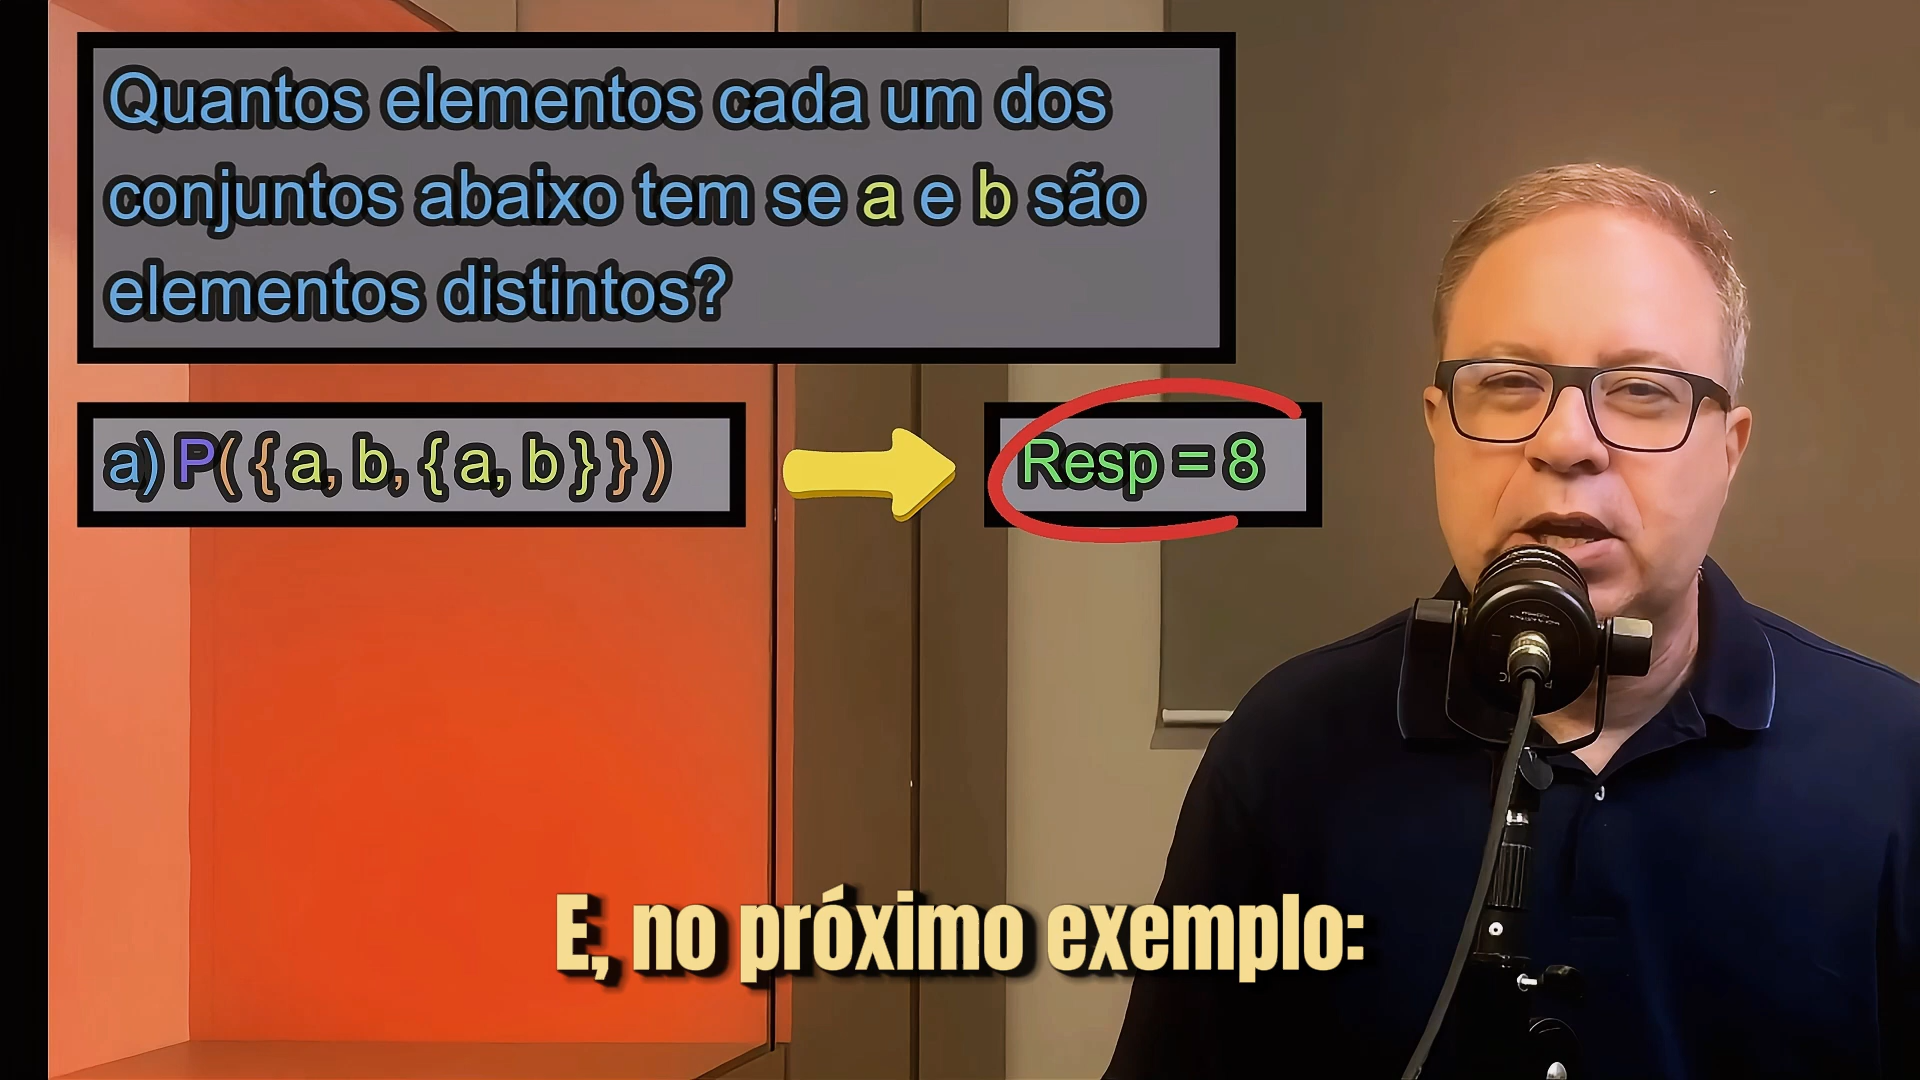 Quantos elementos cada um dos
conjuntos abaixo tem se a e b são
elementos distintos?
a) P({a, b, {a, b}})
Resp = 8
E, no próximo exemplo: